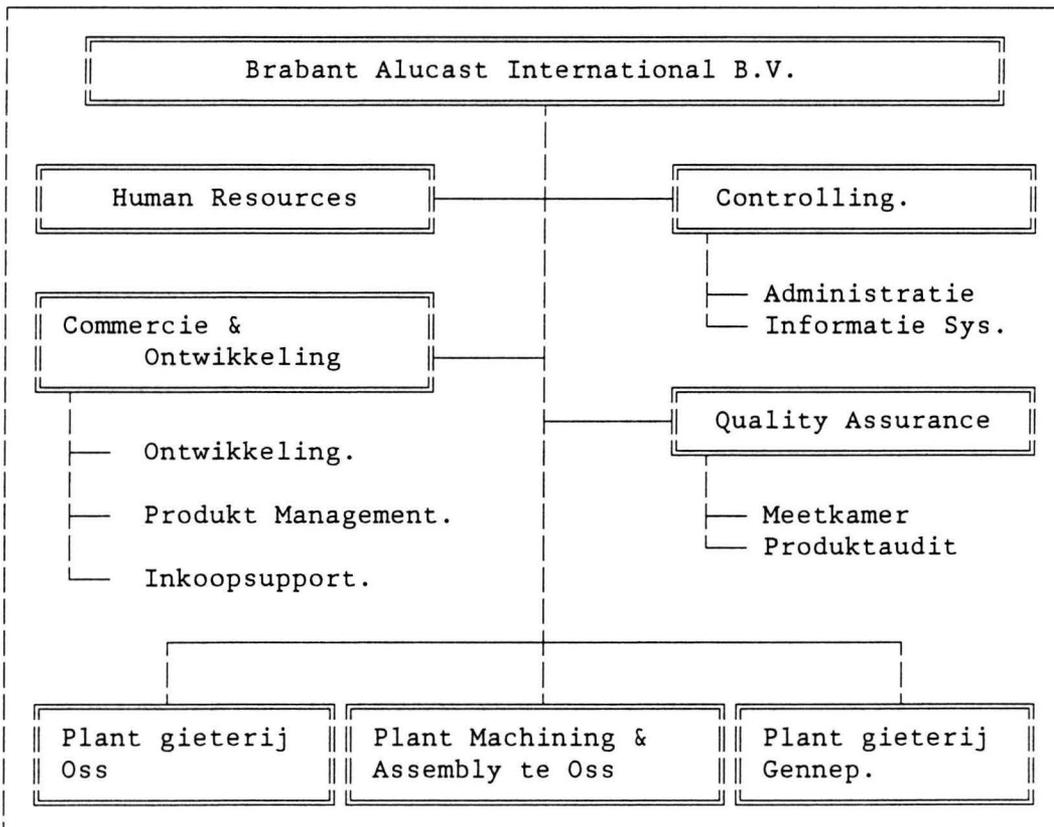 Brabant Alucast International B.V.
Human Resources
Controlling.
Administratie
Informatie Sys.
Commercie &
Ontwikkeling
Ontwikkeling.
Produkt Management.
Inkoopsupport.
Quality Assurance
Meetkamer
Produktaudit
Plant gieterij
Oss
Plant Machining &
Assembly te Oss
Plant gieterij
Gennep.